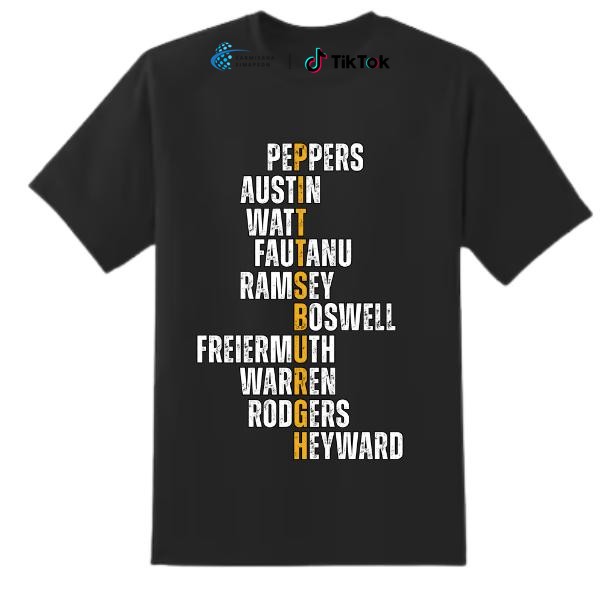 TikTok
PEPPERS
AUSTIN
WATT
FAUTANU
RAMSEY
BOSWELL
FREIERMUTH
WARREN
RODGERS
HEYWARD